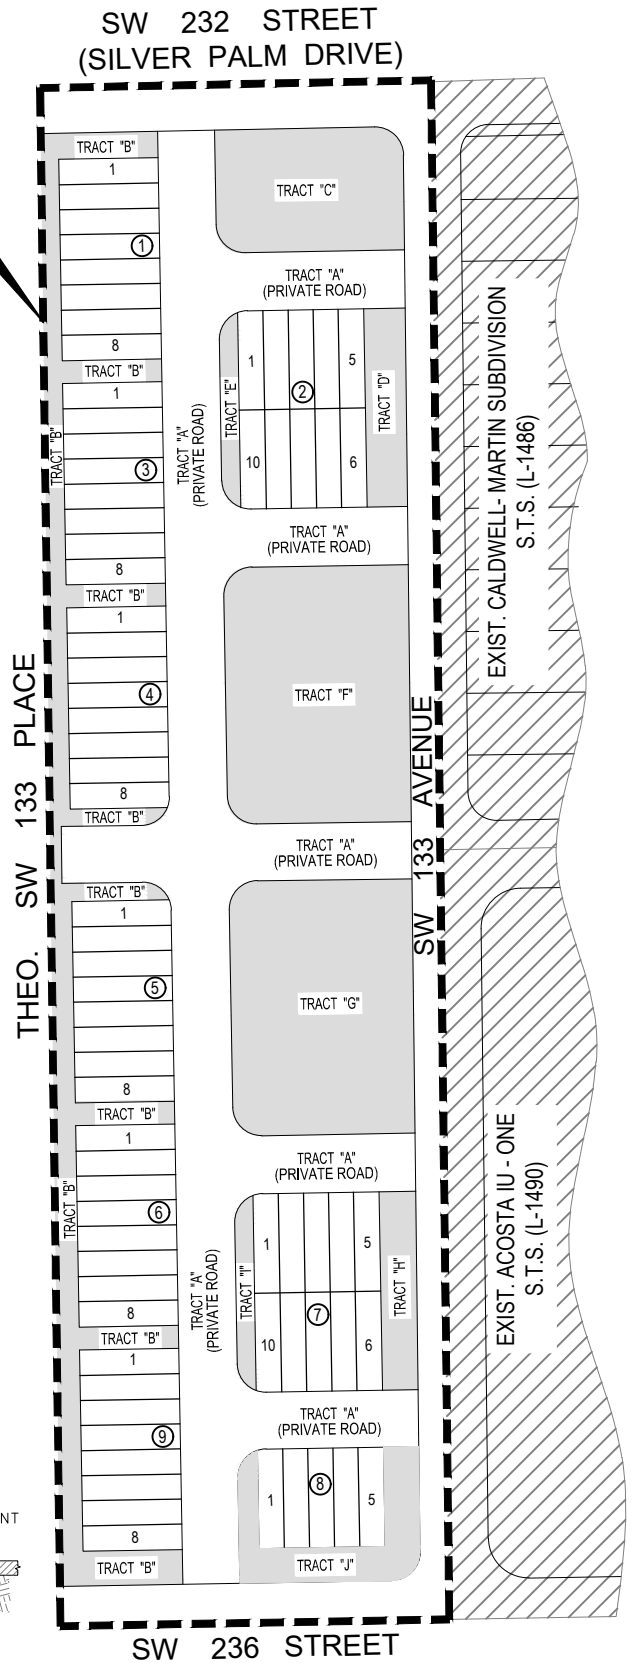 SW 232 STREET
(SILVER PALM DRIVE)
TRACT "B"
1
TRACT "C"
①
TRACT "A"
(PRIVATE ROAD)
8
TRACT "B"
1
1
5
②
TRACT "E"
TRACT "D"
TRACT "B"
③
TRACT "A"
(PRIVATE ROAD)
10
6
8
TRACT "A"
(PRIVATE ROAD)
TRACT "B"
1
④
TRACT "F"
8
TRACT "B"
TRACT "A"
(PRIVATE ROAD)
THEO. SW 133 PLACE
SW 133 AVENUE
EXIST. CALDWELL- MARTIN SUBDIVISION
S.T.S. (L-1486)
TRACT "B"
1
⑤
TRACT "G"
8
TRACT "B"
1
TRACT "A"
(PRIVATE ROAD)
EXIST. ACOSTA IU - ONE
S.T.S. (L-1490)
TRACT "B"
⑥
1
5
TRACT "A"
(PRIVATE ROAD)
TRACT "I"
TRACT "H"
⑦
8
10
6
TRACT "B"
1
TRACT "A"
(PRIVATE ROAD)
⑨
⑧
1
5
NT
8
TRACT "B"
TRACT "J"
SW 236 STREET